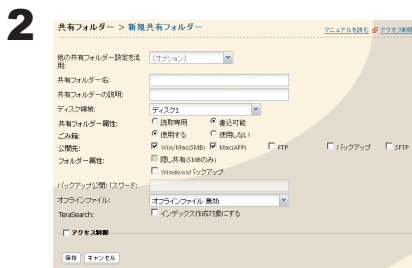 2
共有フォルダー > 新規共有フォルダー
マニュアルを読む アクセス制限
他の共有フォルダー設定を流用: (オプション)
共有フォルダー名:
共有フォルダーの説明:
ディスク領域: ディスク1
共有フォルダー属性: 読取専用 書込可能
ごみ箱: 使用する 使用しない
公開先: Win/Mac(SMB) Mac(AFP) FTP バックアップ SFTP
フォルダー属性: 隠し共有(SMBのみ)
Windowsバックアップ
バックアップ公開パスワード:
オフラインファイル: オフラインファイル 無効
TeraSearch: インデックス作成対象にする
アクセス制限
保存 キャンセル